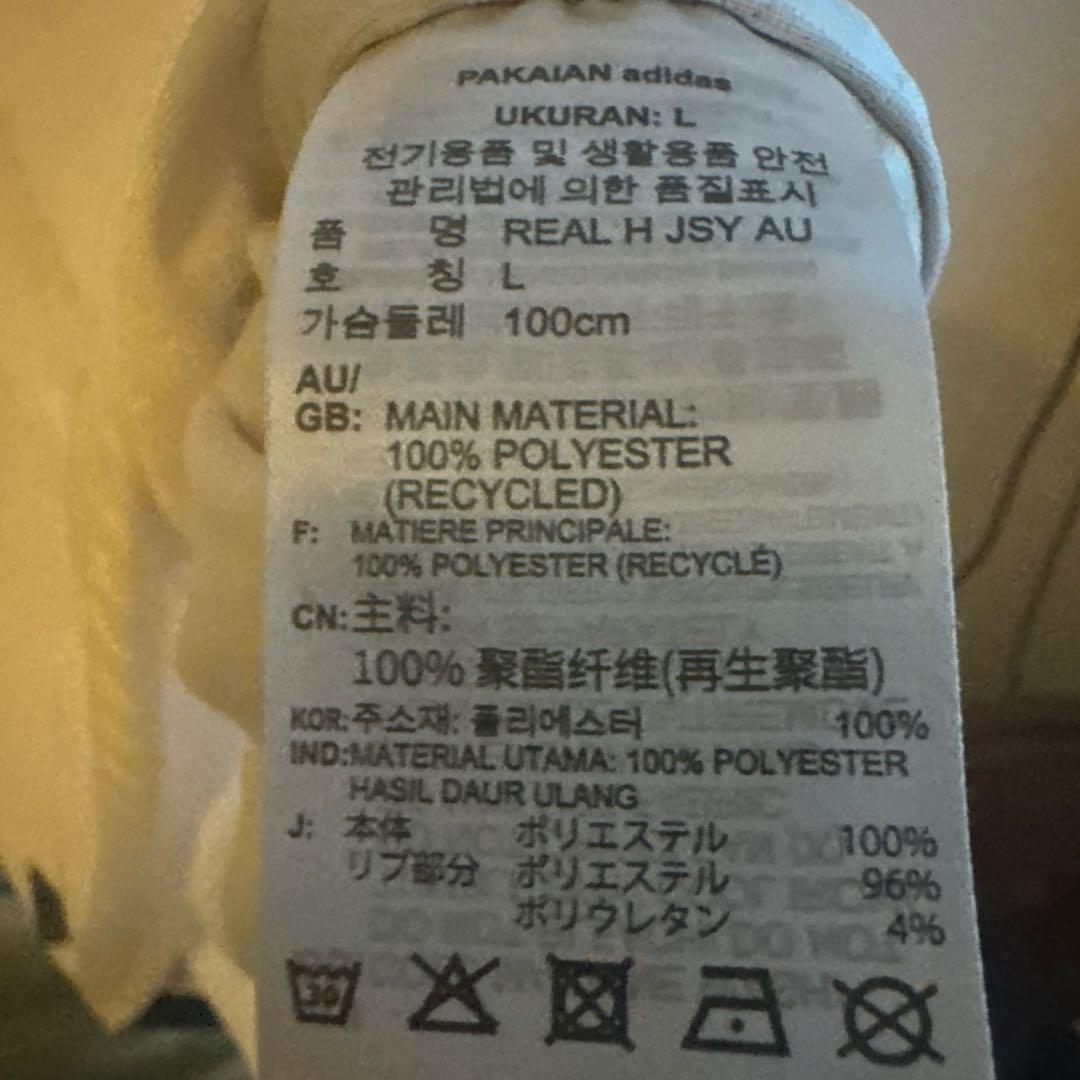 PAKAIAN adidas
UKURAN: L
전기용품 및 생활용품 안전
관리법에 의한 품질표시
품 명 REAL H JSY AU
호 칭 L
가슴둘레 100cm
AU/
GB: MAIN MATERIAL:
100% POLYESTER
(RECYCLED)
F: MATIERE PRINCIPALE:
100% POLYESTER (RECYCLÉ)
CN: 主料:
100% 聚酯纤维(再生聚酯)
KOR: 주소재: 폴리에스터 100%
IND: MATERIAL UTAMA: 100% POLYESTER
HASIL DAUR ULANG
J: 本体 ポリエステル 100%
リブ部分 ポリエステル 96%
ポリウレタン 4%
30